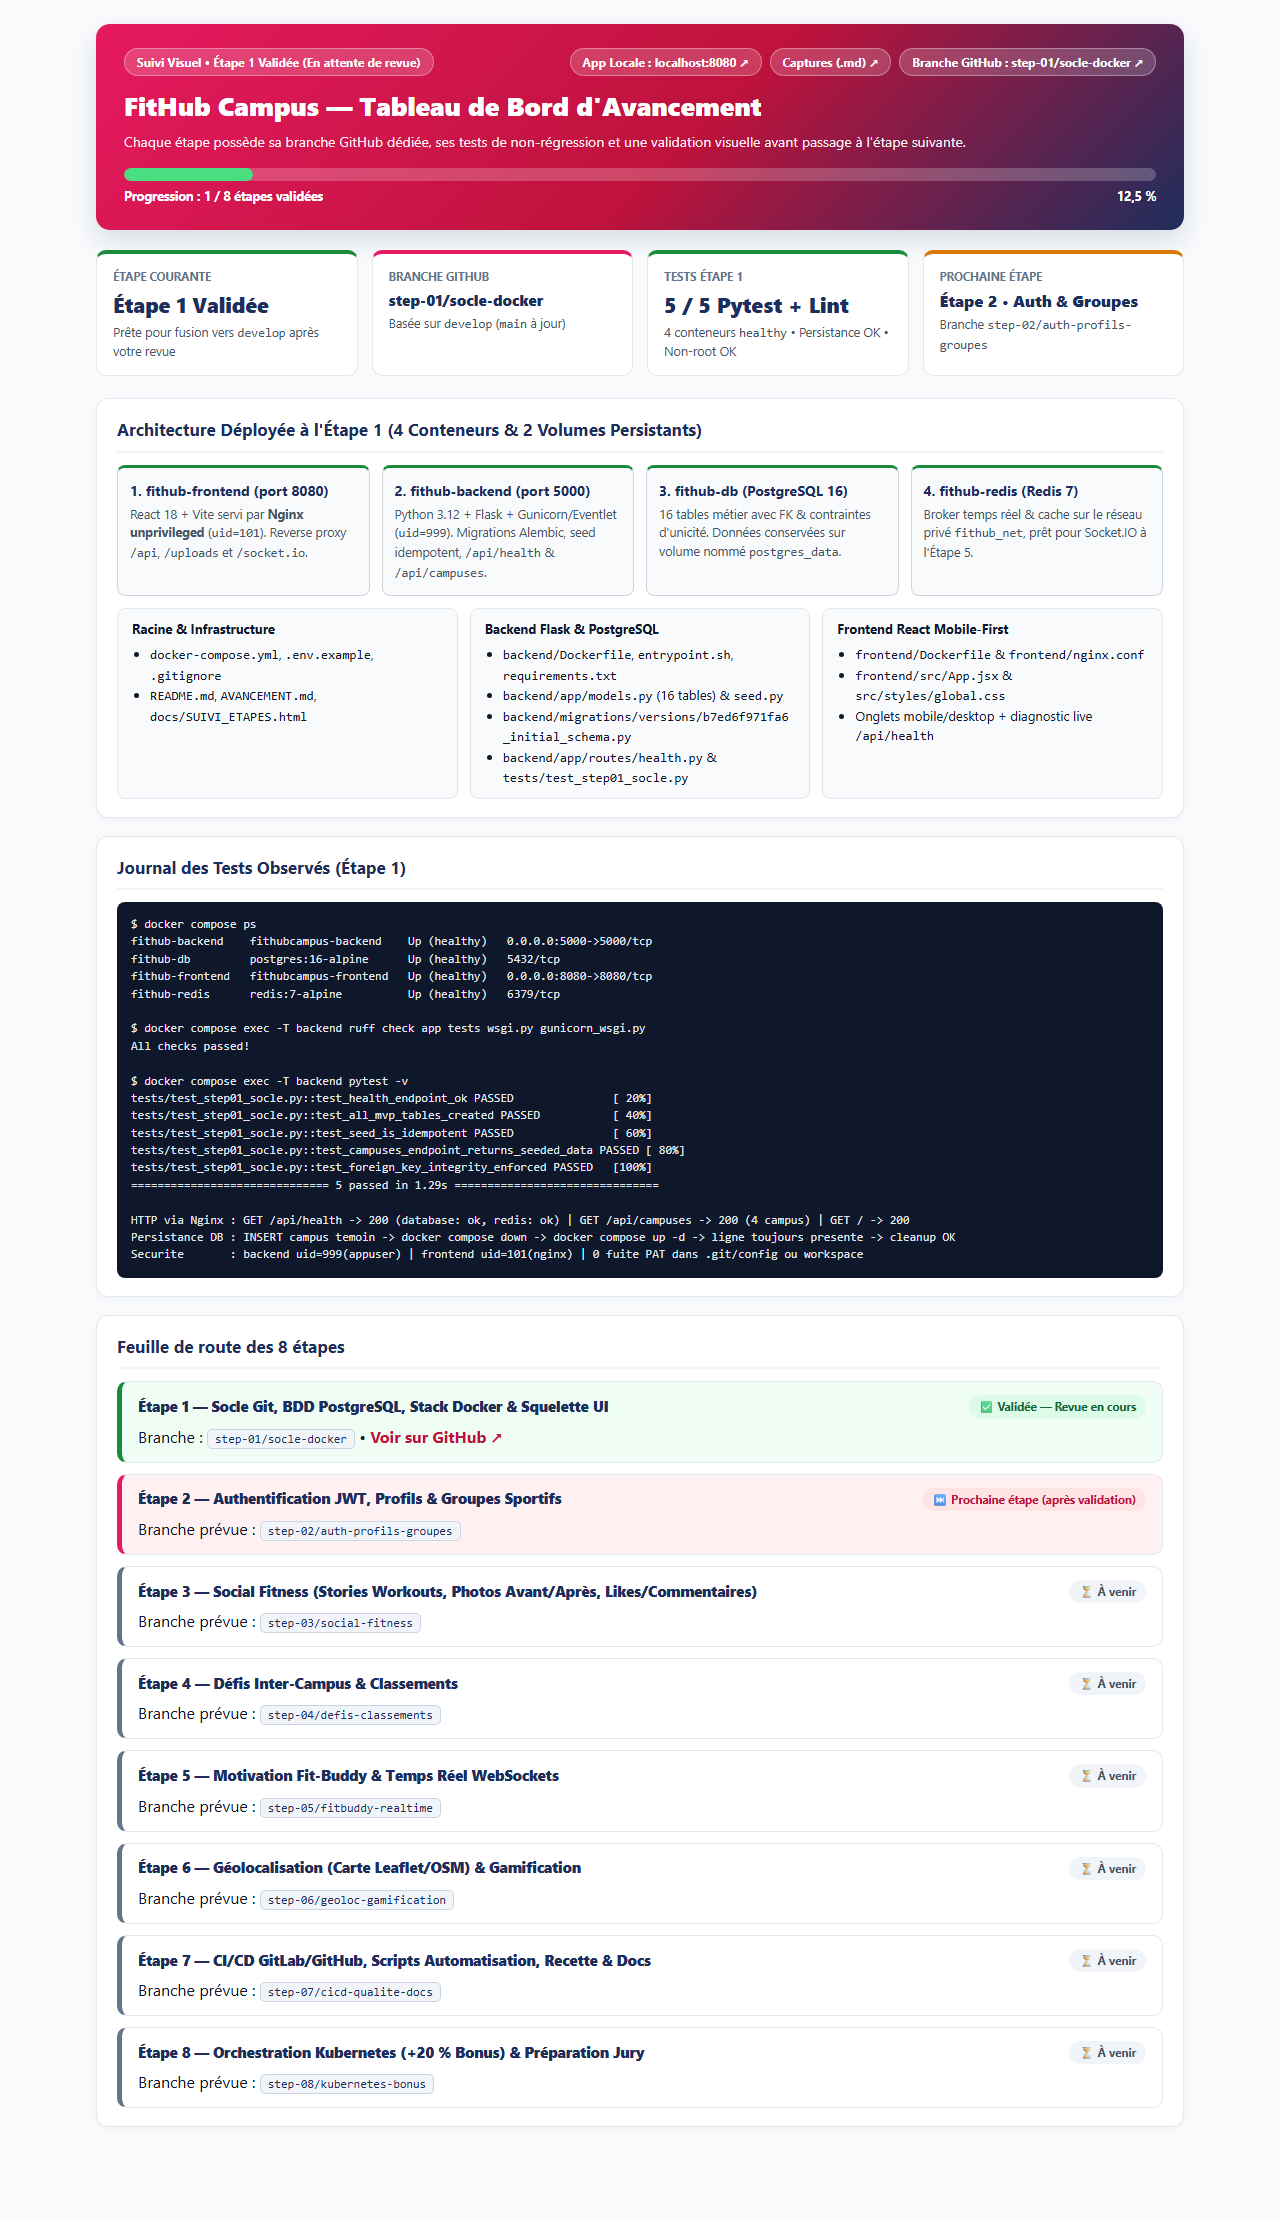 Suivi Visuel • Étape 1 Validée (En attente de revue)
App Locale : localhost:8080 ↗
Captures (.md) ↗
Branche GitHub : step-01/socle-docker ↗
FitHub Campus — Tableau de Bord d'Avancement
Chaque étape possède sa branche GitHub dédiée, ses tests de non-régression et une validation visuelle avant passage à l'étape suivante.
Progression : 1 / 8 étapes validées
12,5 %
ÉTAPE COURANTE
Étape 1 Validée
Prête pour fusion vers develop après
votre revue
BRANCHE GITHUB
step-01/socle-docker
Basée sur develop (main à jour)
TESTS ÉTAPE 1
5 / 5 Pytest + Lint
4 conteneurs healthy • Persistance OK •
Non-root OK
PROCHAINE ÉTAPE
Étape 2 • Auth & Groupes
Branche step-02/auth-profils-
groupes
Architecture Déployée à l'Étape 1 (4 Conteneurs & 2 Volumes Persistants)
1. fithub-frontend (port 8080)
React 18 + Vite servi par Nginx
unprivileged (uid=101). Reverse proxy
/api, /uploads et /socket.io.
2. fithub-backend (port 5000)
Python 3.12 + Flask + Gunicorn/Eventlet
(uid=999). Migrations Alembic, seed
idempotent, /api/health &
/api/campuses.
3. fithub-db (PostgreSQL 16)
16 tables métier avec FK & contraintes
d'unicité. Données conservées sur
volume nommé postgres_data.
4. fithub-redis (Redis 7)
Broker temps réel & cache sur le réseau
privé fithub_net, prêt pour Socket.IO à
l'Étape 5.
Racine & Infrastructure
• docker-compose.yml, .env.example,
.gitignore
• README.md, AVANCEMENT.md,
docs/SUIVI_ETAPES.html
Backend Flask & PostgreSQL
• backend/Dockerfile, entrypoint.sh,
requirements.txt
• backend/app/models.py (16 tables) & seed.py
• backend/migrations/versions/b7ed6f971fa6
_initial_schema.py
• backend/app/routes/health.py &
tests/test_step01_socle.py
Frontend React Mobile-First
• frontend/Dockerfile & frontend/nginx.conf
• frontend/src/App.jsx &
src/styles/global.css
• Onglets mobile/desktop + diagnostic live
/api/health
Journal des Tests Observés (Étape 1)
$ docker compose ps
fithub-backend    fithubcampus-backend    Up (healthy)   0.0.0.0:5000->5000/tcp
fithub-db         postgres:16-alpine      Up (healthy)   5432/tcp
fithub-frontend   fithubcampus-frontend   Up (healthy)   0.0.0.0:8080->8080/tcp
fithub-redis      redis:7-alpine          Up (healthy)   6379/tcp
$ docker compose exec -T backend ruff check app tests wsgi.py gunicorn_wsgi.py
All checks passed!
$ docker compose exec -T backend pytest -v
tests/test_step01_socle.py::test_health_endpoint_ok PASSED               [ 20%]
tests/test_step01_socle.py::test_all_mvp_tables_created PASSED           [ 40%]
tests/test_step01_socle.py::test_seed_is_idempotent PASSED               [ 60%]
tests/test_step01_socle.py::test_campuses_endpoint_returns_seeded_data PASSED [ 80%]
tests/test_step01_socle.py::test_foreign_key_integrity_enforced PASSED   [100%]
============================== 5 passed in 1.29s ===============================
HTTP via Nginx : GET /api/health -> 200 (database: ok, redis: ok) | GET /api/campuses -> 200 (4 campus) | GET / -> 200
Persistance DB : INSERT campus temoin -> docker compose down -> docker compose up -d -> ligne toujours presente -> cleanup OK
Securite       : backend uid=999(appuser) | frontend uid=101(nginx) | 0 fuite PAT dans .git/config ou workspace
Feuille de route des 8 étapes
Étape 1 — Socle Git, BDD PostgreSQL, Stack Docker & Squelette UI
✅ Validée — Revue en cours
Branche : step-01/socle-docker • Voir sur GitHub ↗
Étape 2 — Authentification JWT, Profils & Groupes Sportifs
⏭ Prochaine étape (après validation)
Branche prévue : step-02/auth-profils-groupes
Étape 3 — Social Fitness (Stories Workouts, Photos Avant/Après, Likes/Commentaires)
⏳ À venir
Branche prévue : step-03/social-fitness
Étape 4 — Défis Inter-Campus & Classements
⏳ À venir
Branche prévue : step-04/defis-classements
Étape 5 — Motivation Fit-Buddy & Temps Réel WebSockets
⏳ À venir
Branche prévue : step-05/fitbuddy-realtime
Étape 6 — Géolocalisation (Carte Leaflet/OSM) & Gamification
⏳ À venir
Branche prévue : step-06/geoloc-gamification
Étape 7 — CI/CD GitLab/GitHub, Scripts Automatisation, Recette & Docs
⏳ À venir
Branche prévue : step-07/cicd-qualite-docs
Étape 8 — Orchestration Kubernetes (+20 % Bonus) & Préparation Jury
⏳ À venir
Branche prévue : step-08/kubernetes-bonus